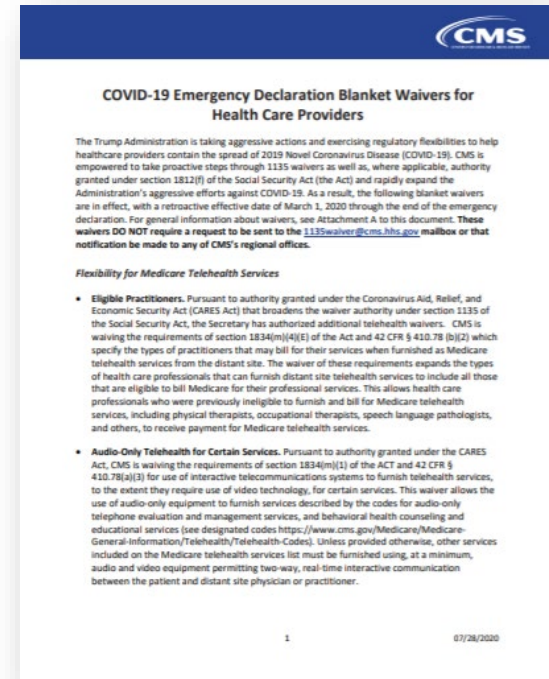 CMS
COVID-19 Emergency Declaration Blanket Waivers for
Health Care Providers
The Trump Administration is taking aggressive actions and exercising regulatory flexibilities to help
healthcare providers contain the spread of 2019 Novel Coronavirus Disease (COVID-19). CMS is
empowered to take proactive steps through 1135 waivers as well as, where applicable, authority
granted under section 1812(f) of the Social Security Act (the Act) and rapidly expand the
Administration's aggressive efforts against COVID-19. As a result, the following blanket waivers
are in effect, with a retroactive effective date of March 1, 2020 through the end of the emergency
declaration. For general information about waivers, see Attachment A to this document. These
waivers DO NOT require a request to be sent to the 1135waiver@cms.hhs.gov mailbox or that
notification be made to any of CMS's regional offices.
Flexibility for Medicare Telehealth Services
• Eligible Practitioners. Pursuant to authority granted under the Coronavirus Aid, Relief, and
Economic Security Act (CARES Act) that broadens the waiver authority under section 1135 of
the Social Security Act, the Secretary has authorized additional telehealth waivers. CMS is
waiving the requirements of section 1834(m)(4)(E) of the Act and 42 CFR § 410.78 (b)(2) which
specify the types of practitioners that may bill for their services when furnished as Medicare
telehealth services from the distant site. The waiver of these requirements expands the types
of health care professionals that can furnish distant site telehealth services to include all those
that are eligible to bill Medicare for their professional services. This allows health care
professionals who were previously ineligible to furnish and bill for Medicare telehealth
services, including physical therapists, occupational therapists, speech language pathologists,
and others, to receive payment for Medicare telehealth services.
• Audio-Only Telehealth for Certain Services. Pursuant to authority granted under the CARES
Act, CMS is waiving the requirements of section 1834(m)(1) of the ACT and 42 CFR §
410.78(a)(3) for use of interactive telecommunications systems to furnish telehealth services,
to the extent they require use of video technology, for certain services. This waiver allows the
use of audio-only equipment to furnish services described by the codes for audio-only
telephone evaluation and management services, and behavioral health counseling and
educational services (see designated codes https://www.cms.gov/Medicare/Medicare-
General-Information/Telehealth/Telehealth-Codes). Unless provided otherwise, other services
included on the Medicare telehealth services list must be furnished using, at a minimum,
audio and video equipment permitting two-way, real-time interactive communication
between the patient and distant site physician or practitioner.
1 07/28/2020